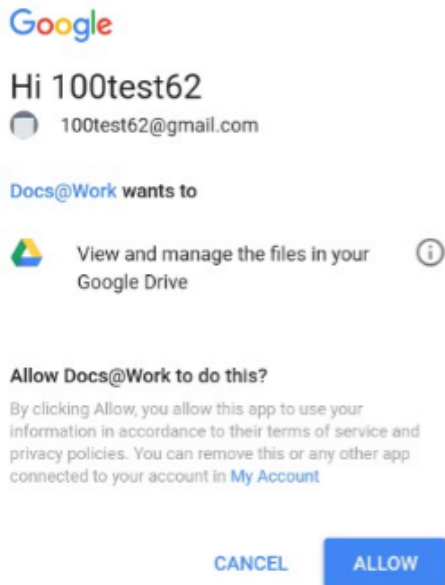 Google
Hi 100test62
100test62@gmail.com
Docs@Work wants to
View and manage the files in your
Google Drive
Allow Docs@Work to do this?
By clicking Allow, you allow this app to use your
information in accordance to their terms of service and
privacy policies. You can remove this or any other app
connected to your account in My Account
CANCEL ALLOW